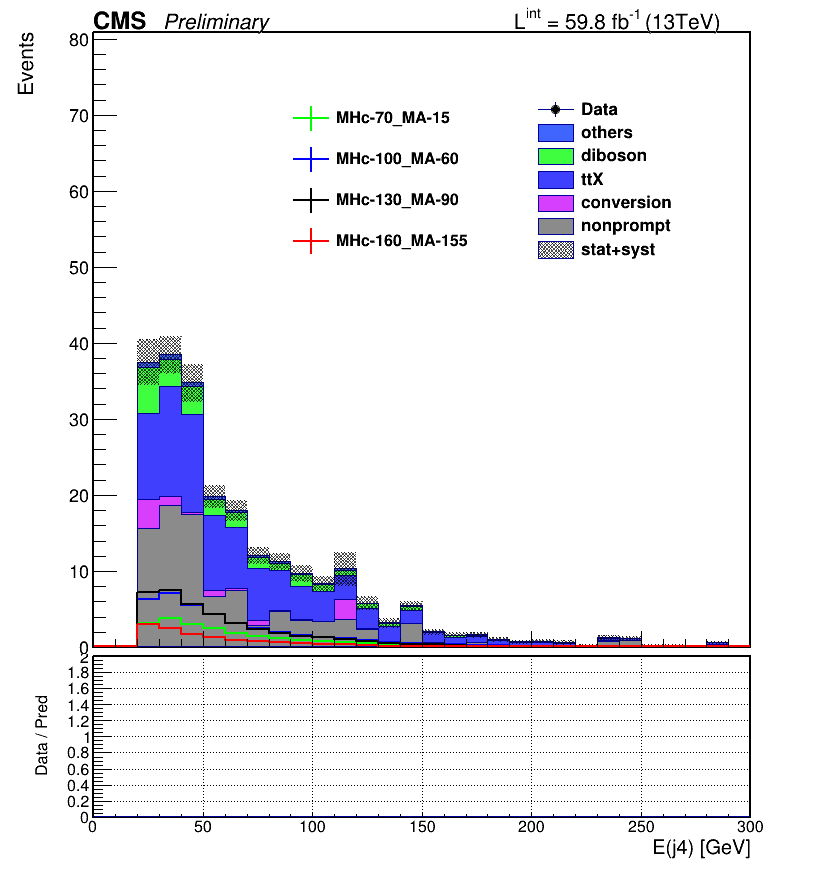 CMS Preliminary
L^int = 59.8 fb^-1 (13TeV)
Events
80
70
60
50
40
30
20
10
0
MHc-70_MA-15
MHc-100_MA-60
MHc-130_MA-90
MHc-160_MA-155
Data
others
diboson
ttX
conversion
nonprompt
stat+syst
Data / Pred
2
1.8
1.6
1.4
1.2
1
0.8
0.6
0.4
0.2
0
0 50 100 150 200 250 300
E(j4) [GeV]